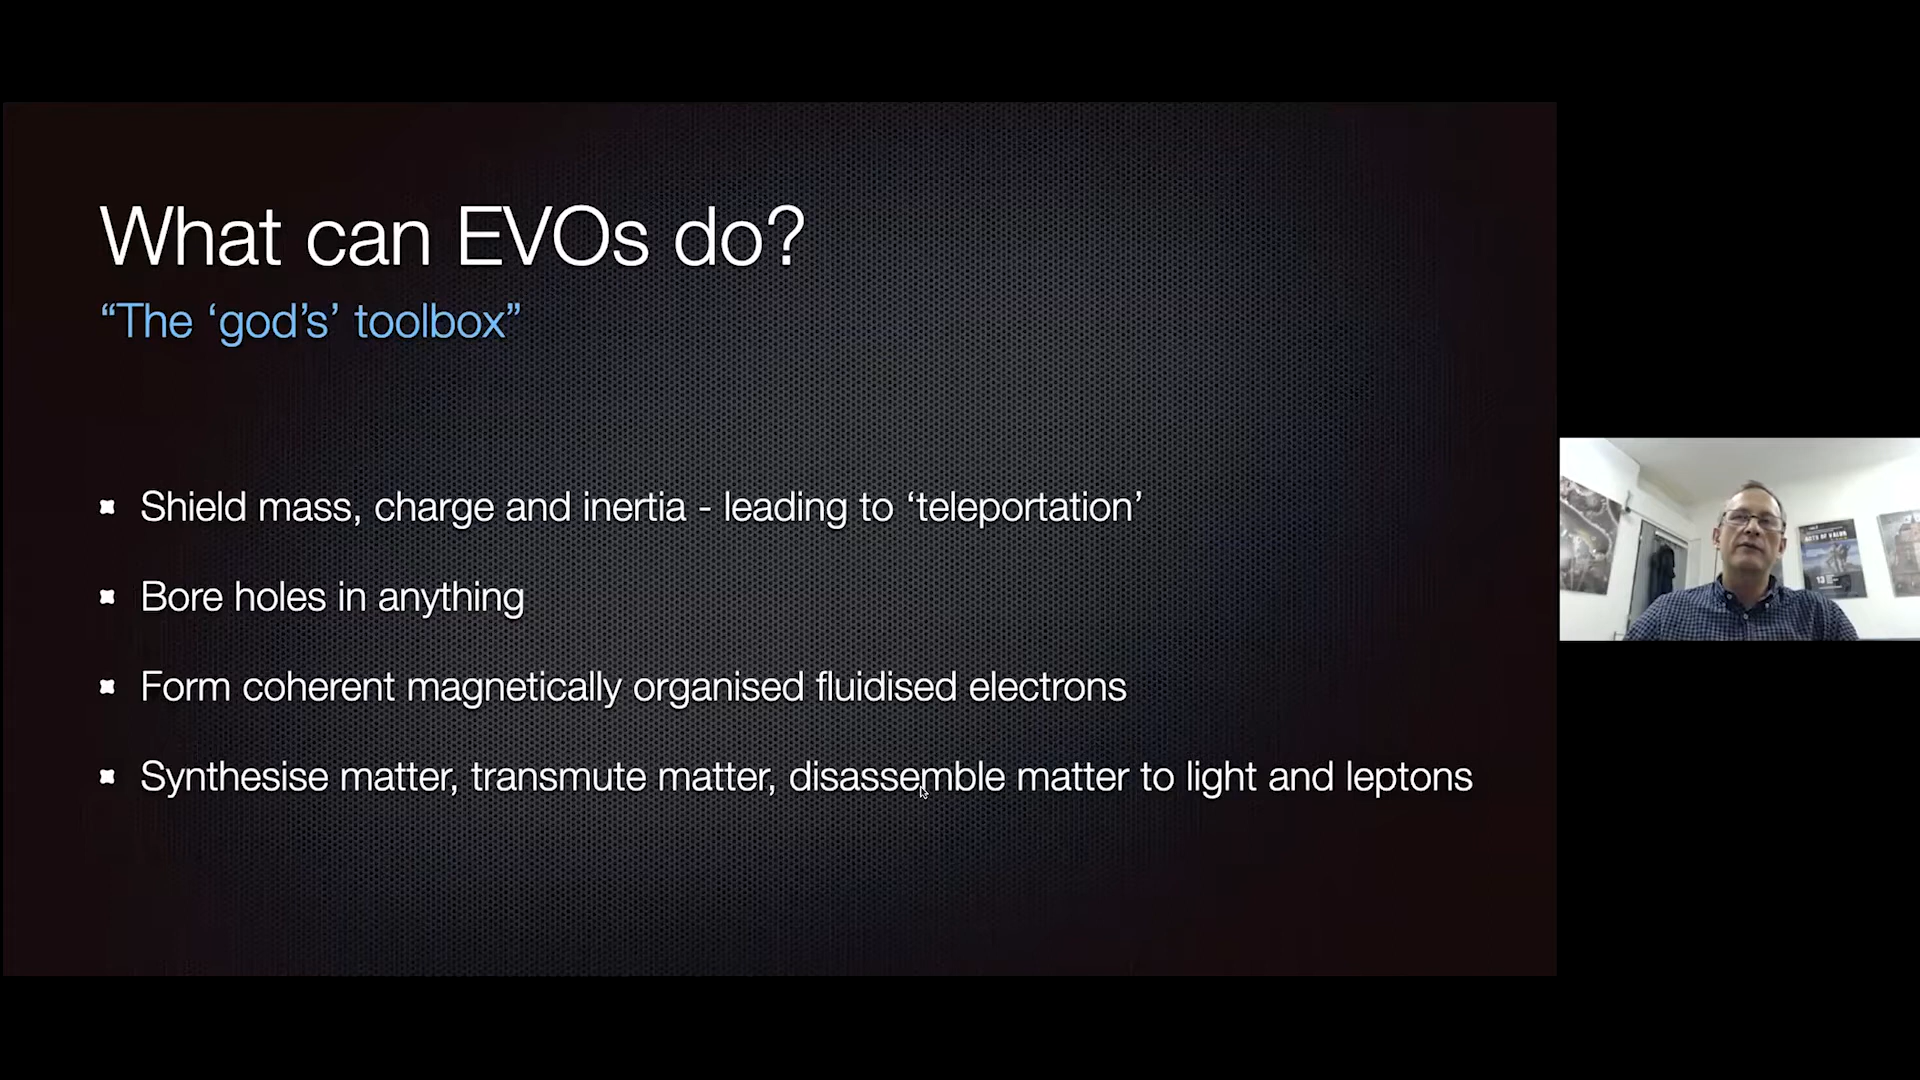 What can EVOs do?
“The ‘god’s’ toolbox”
Shield mass, charge and inertia - leading to ‘teleportation’
Bore holes in anything
Form coherent magnetically organised fluidised electrons
Synthesise matter, transmute matter, disassemble matter to light and leptons
13